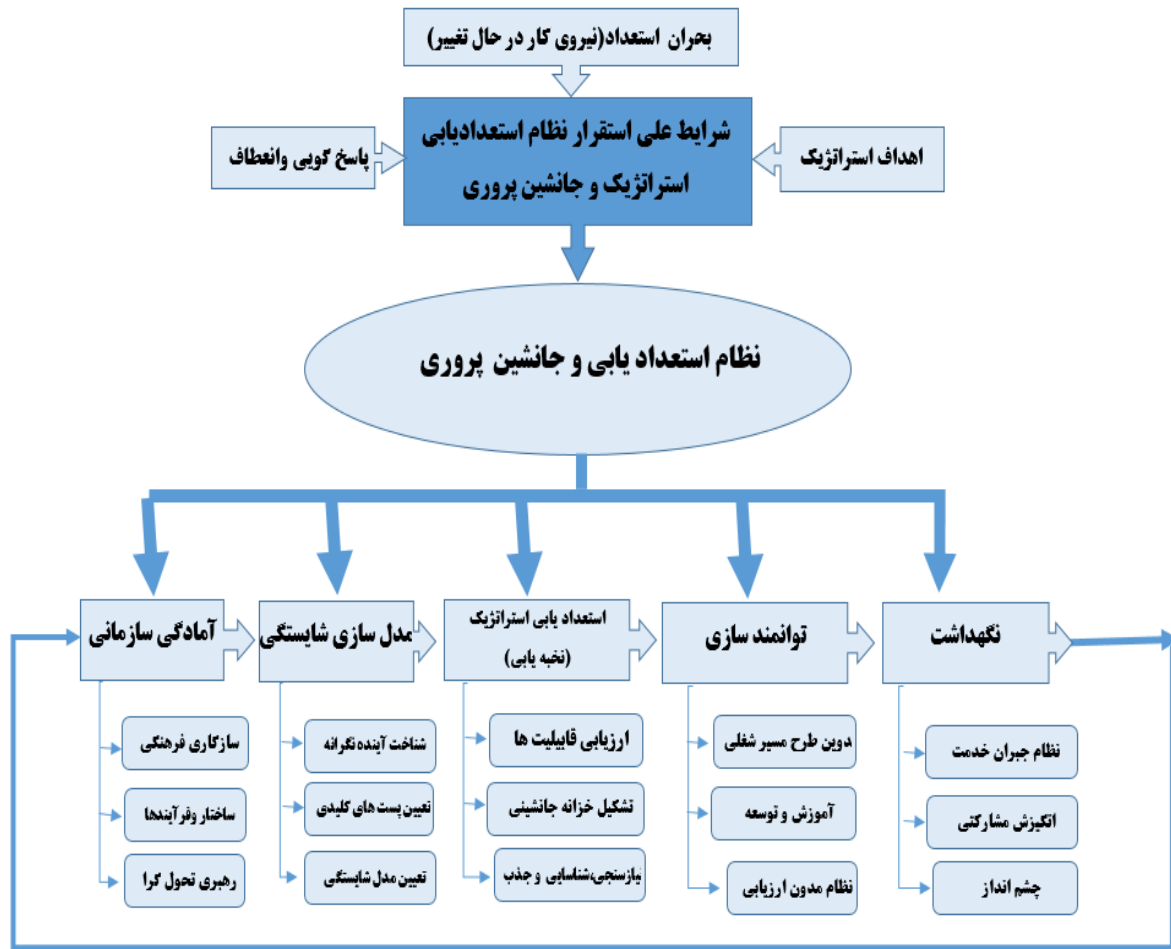 بحران استعداد(نیروی کار در حال تغییر)
شرایط علی استقرار نظام استعدادیابی
استراتژیک و جانشین پروری
اهداف استراتژیک
پاسخ گویی وانعطاف
نظام استعداد یابی و جانشین پروری
آمادگی سازمانی
مدل سازی شایستگی
استعداد یابی استراتژیک
(نخبه یابی)
توانمند سازی
نگهداشت
سازکاری فرهنگی
ساختار وفرآیندها
رهبری تحول گرا
شناخت آینده نگرانه
تعیین پست های کلیدی
تعیین مدل شایستگی
ارزیابی قابیلیت ها
تشکیل خزانه جانشینی
نیازسنجی،شناسایی و جذب
دوین طرح مسیر شغلی
آموزش و توسعه
نظام مدون ارزیابی
نظام جبران خدمت
انگیزش مشارکتی
چشم انداز